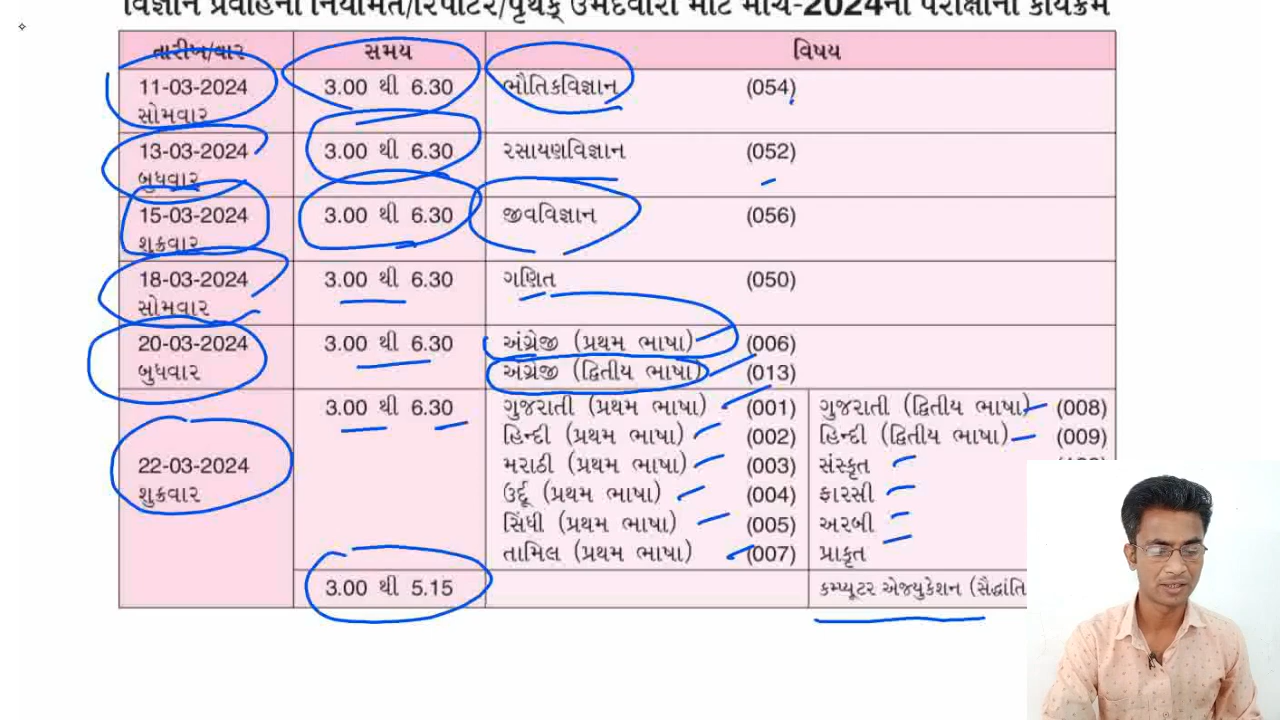 વિજ્ઞાન પ્રવાહના નિયમિત/રિપીટર/પૃથક્ ઉમેદવારો માટે માર્ચ-2024ની પરીક્ષાનો કાર્યક્રમ
તારીખ/વાર સમય વિષય
11-03-2024 3.00 થી 6.30 ભૌતિકવિજ્ઞાન (054)
સોમવાર
13-03-2024 3.00 થી 6.30 રસાયણવિજ્ઞાન (052)
બુધવાર
15-03-2024 3.00 થી 6.30 જીવવિજ્ઞાન (056)
શુક્રવાર
18-03-2024 3.00 થી 6.30 ગણિત (050)
સોમવાર
20-03-2024 3.00 થી 6.30 અંગ્રેજી (પ્રથમ ભાષા) (006)
બુધવાર અંગ્રેજી (દ્વિતીય ભાષા) (013)
3.00 થી 6.30 ગુજરાતી (પ્રથમ ભાષા) (001) ગુજરાતી (દ્વિતીય ભાષા) (008)
હિન્દી (પ્રથમ ભાષા) (002) હિન્દી (દ્વિતીય ભાષા) (009)
22-03-2024 મરાઠી (પ્રથમ ભાષા) (003) સંસ્કૃત
શુક્રવાર ઉર્દૂ (પ્રથમ ભાષા) (004) ફારસી
સિંધી (પ્રથમ ભાષા) (005) અરબી
તામિલ (પ્રથમ ભાષા) (007) પ્રાકૃત
3.00 થી 5.15 કમ્પ્યૂટર એજ્યુકેશન (સૈદ્ધાંતિ